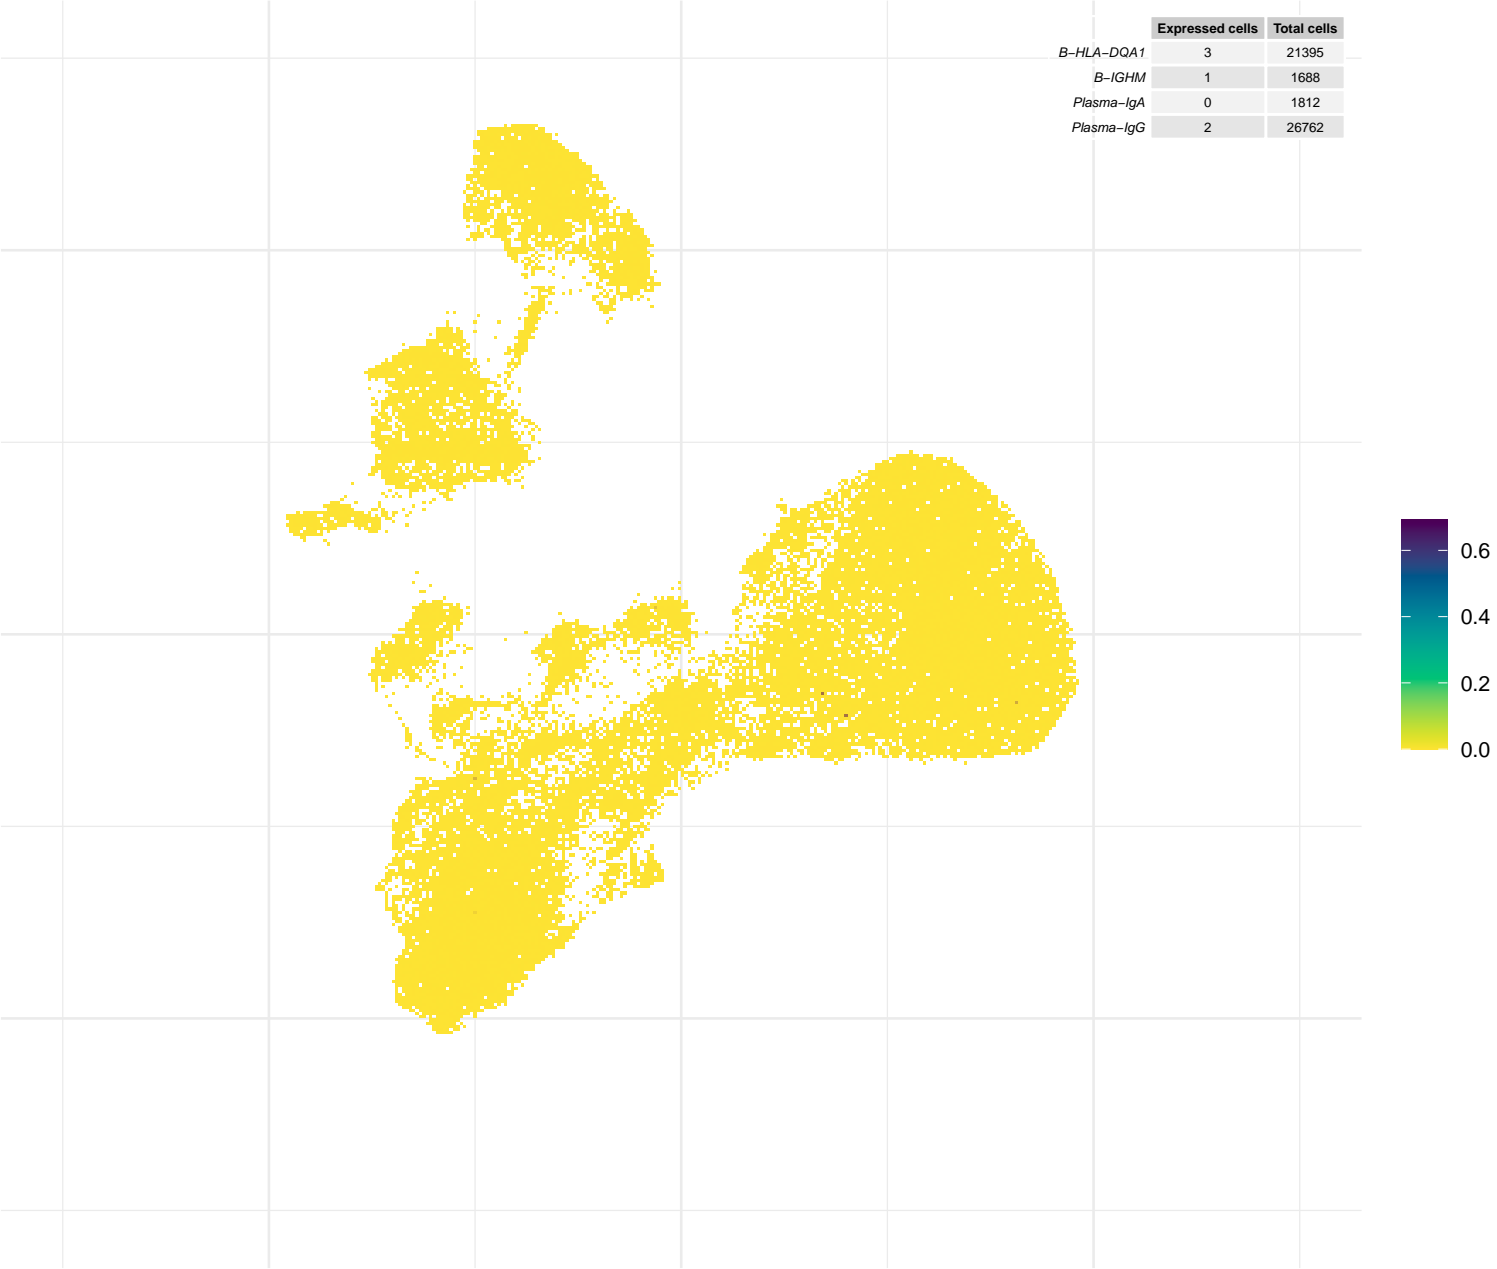 Expressed cells Total cells
B−HLA−DQA1 3 21395
B−IGHM 1 1688
Plasma−IgA 0 1812
Plasma−IgG 2 26762
0.6
0.4
0.2
0.0